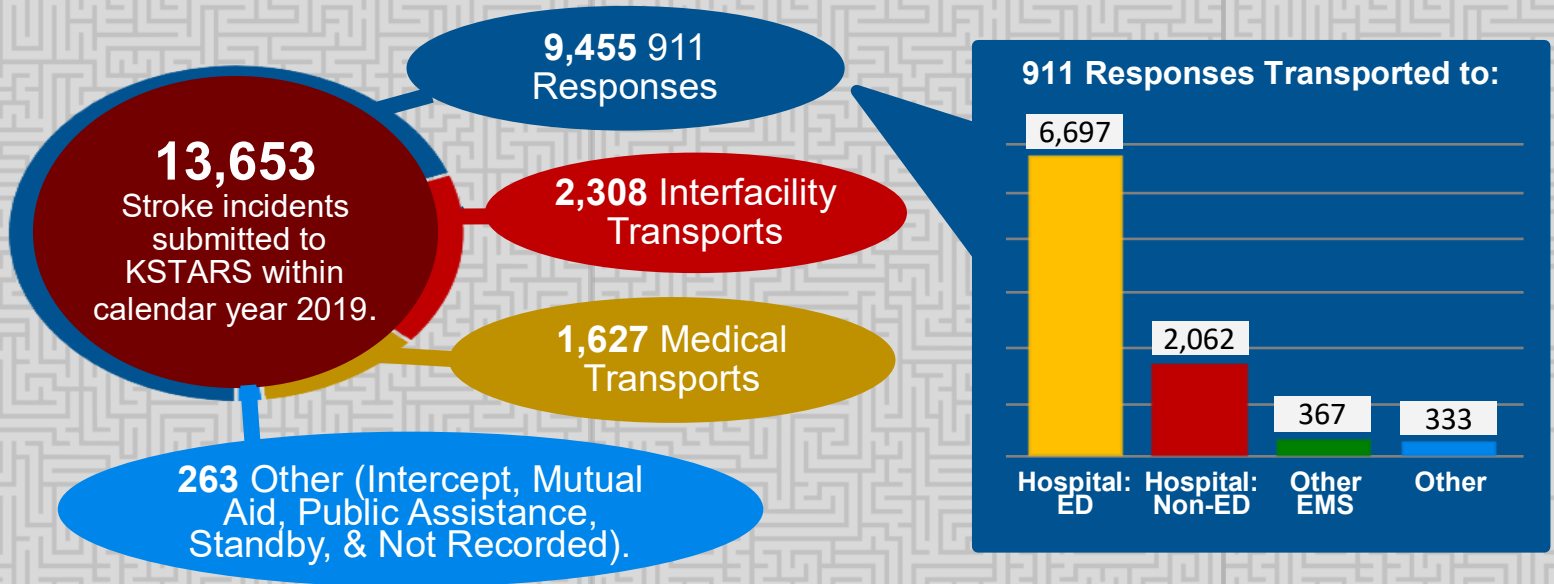 9,455 911
Responses
13,653
Stroke incidents
submitted to
KSTARS within
calendar year 2019.
2,308 Interfacility
Transports
1,627 Medical
Transports
263 Other (Intercept, Mutual
Aid, Public Assistance,
Standby, & Not Recorded).
911 Responses Transported to:
6,697
2,062
367
333
Hospital:
ED
Hospital:
Non-ED
Other
EMS
Other